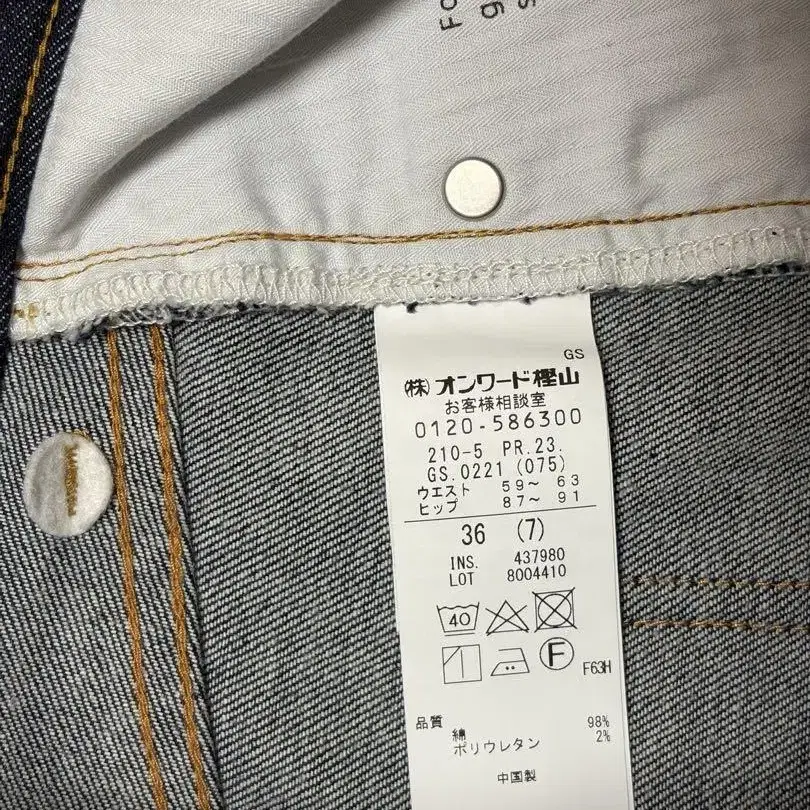 Fo
g
s
GS
(株)オンワード樫山
お客様相談室
0120-586300
210-5 PR.23.
GS.0221(075)
ウエスト 59〜 63
ヒップ 87〜 91
36 (7)
INS. 437980
LOT 8004410
40
F
F63H
品質
綿 98%
ポリウレタン 2%
中国製